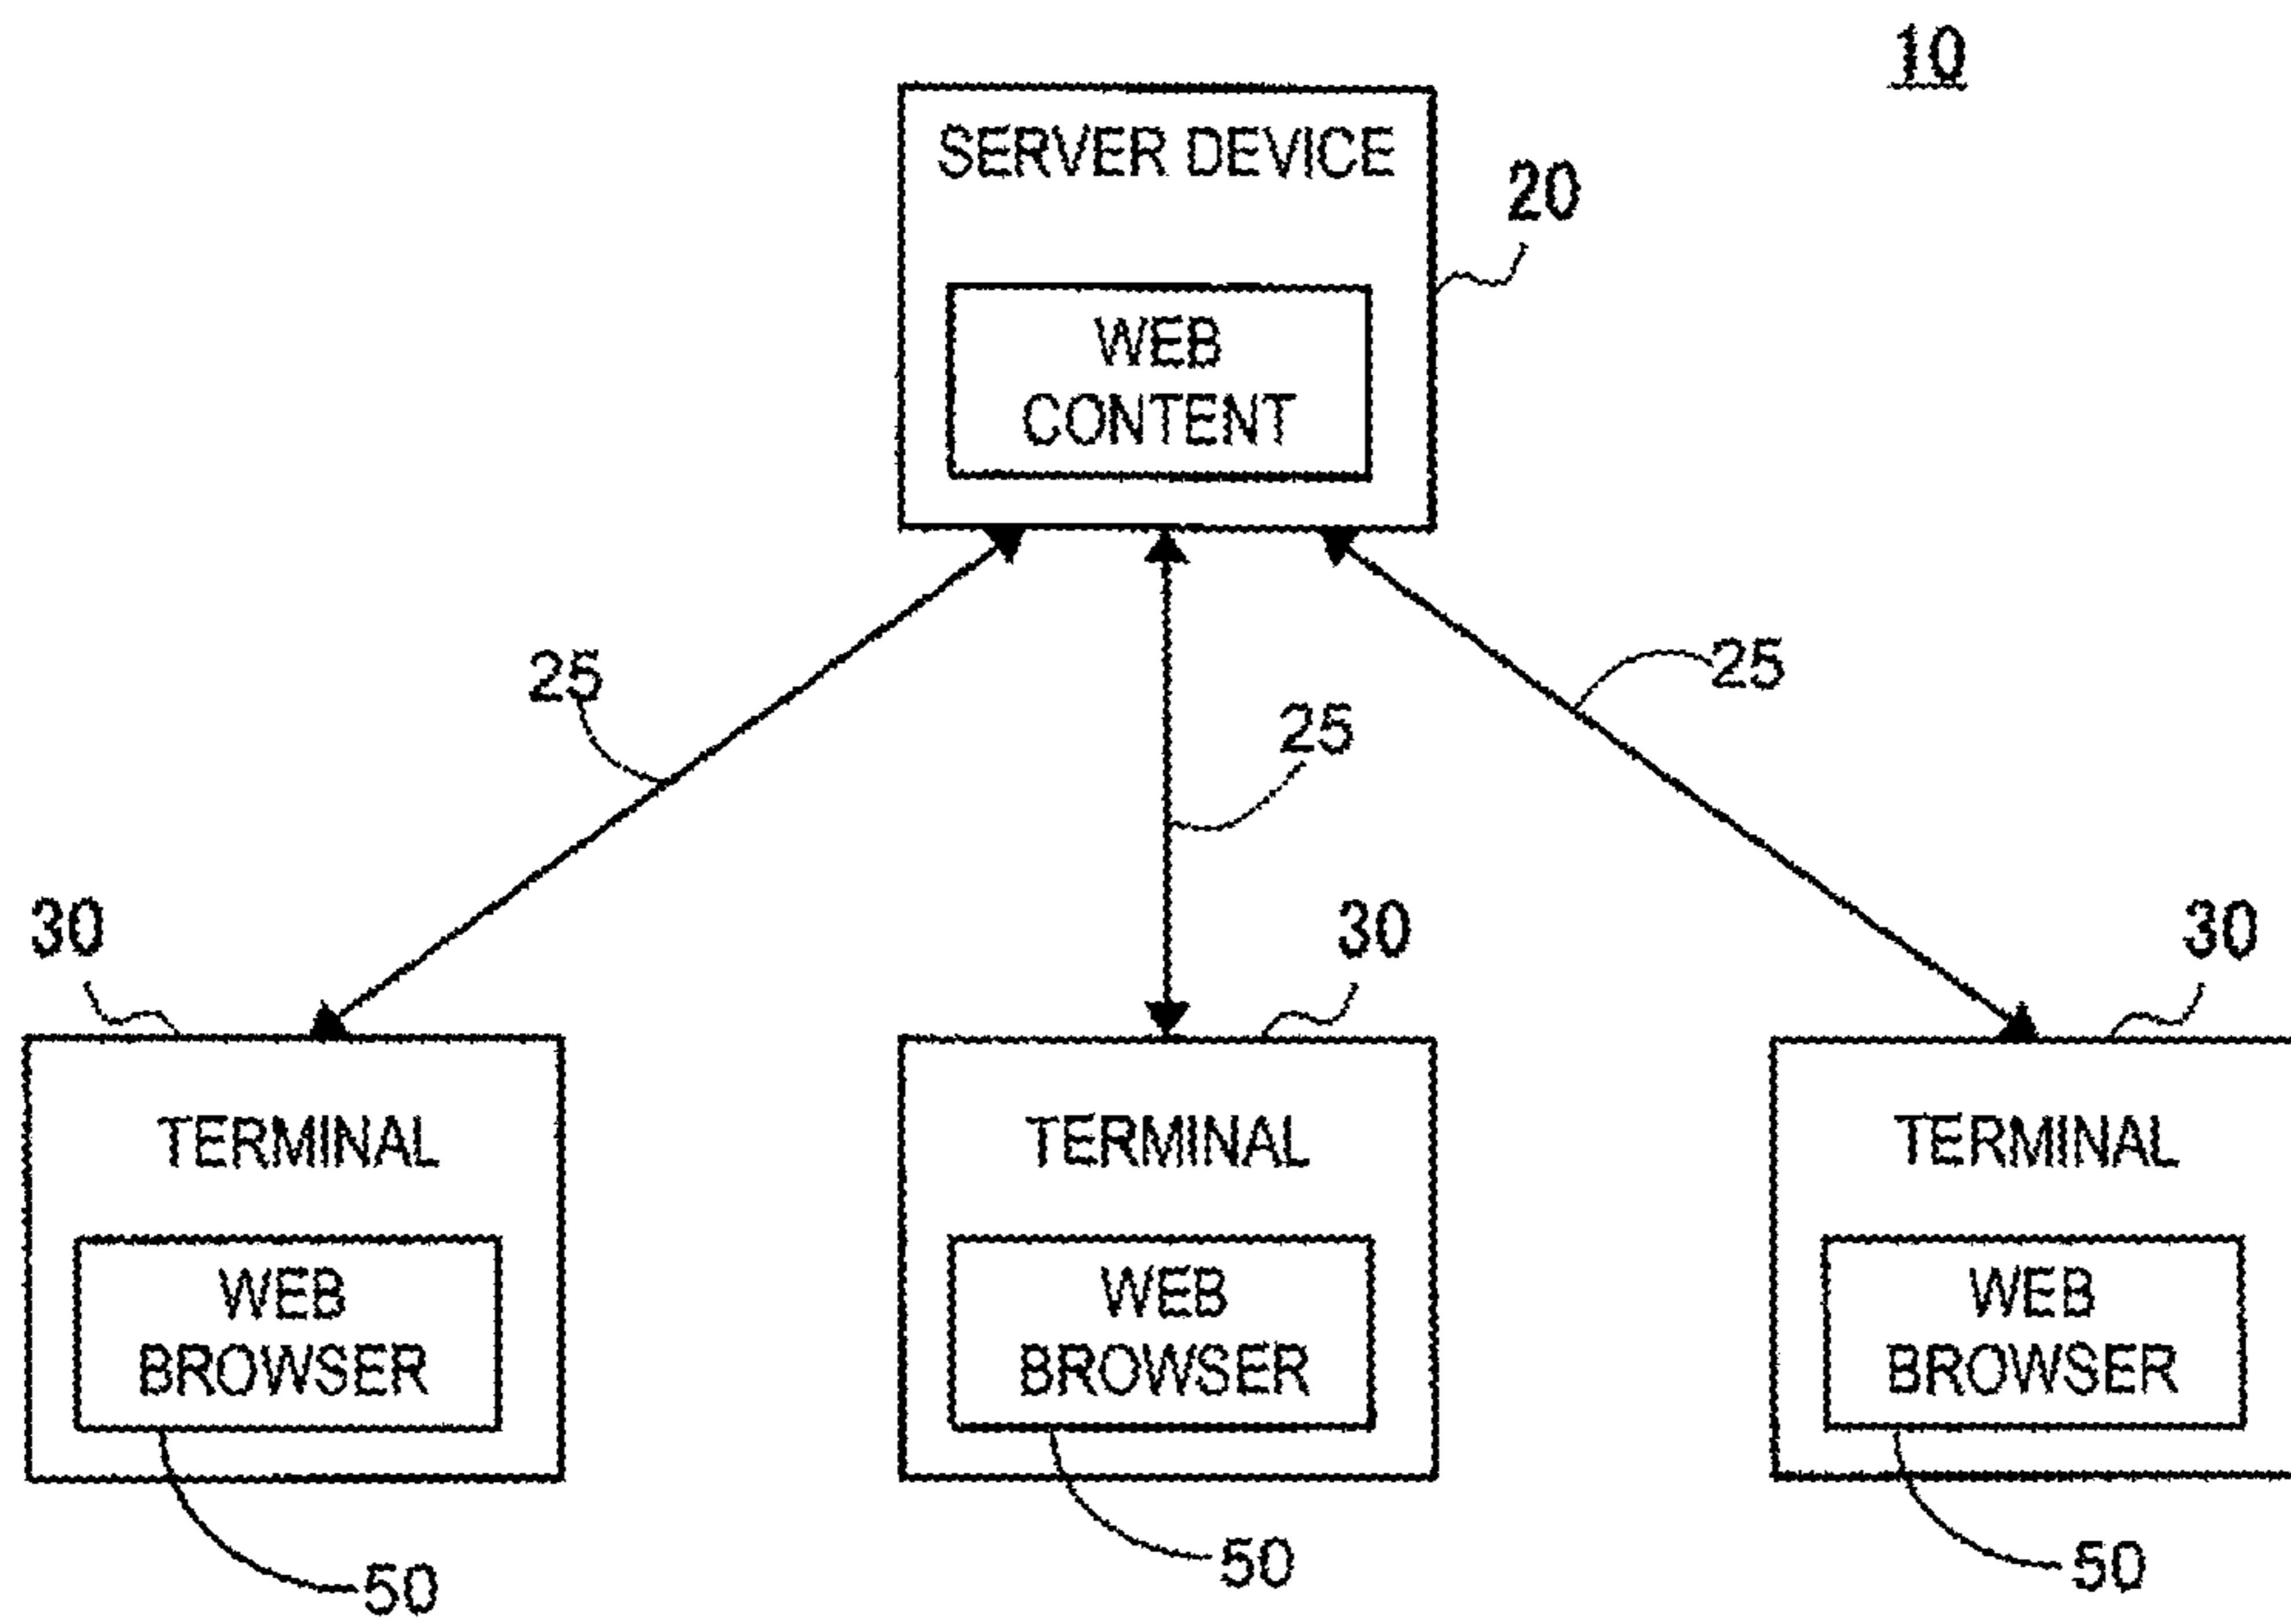 10
SERVER DEVICE
20
WEB
CONTENT
25
25
25
30
30
30
TERMINAL
TERMINAL
TERMINAL
WEB
BROWSER
WEB
BROWSER
WEB
BROWSER
50
50
50